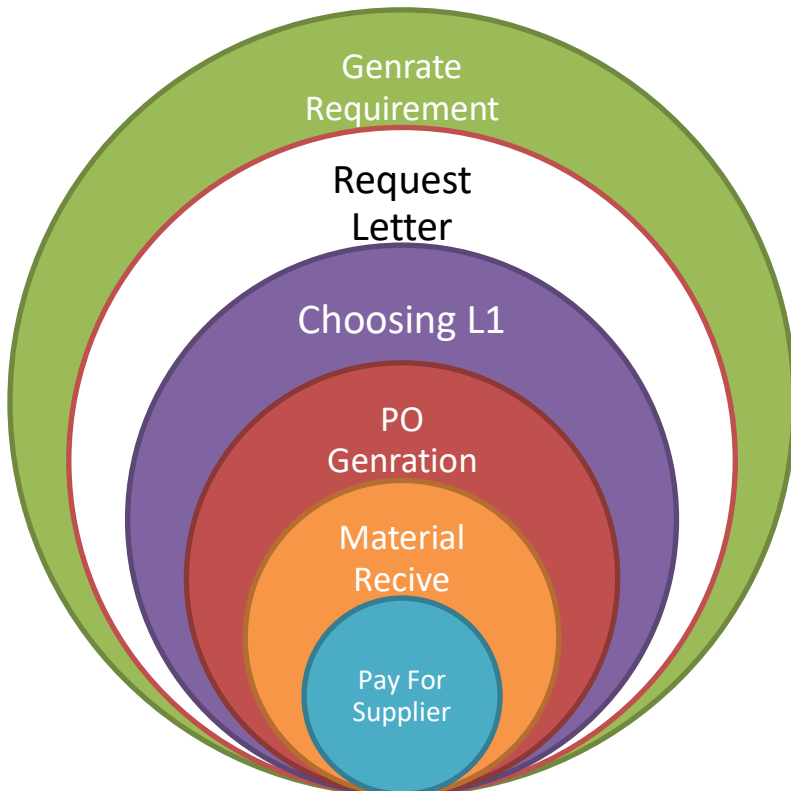 Genrate
Requirement
Request
Letter
Choosing L1
PO
Genration
Material
Recive
Pay For
Supplier